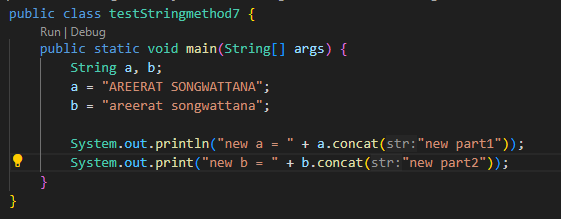 public class testStringmethod7 {
Run | Debug
public static void main(String[] args) {
String a, b;
a = "AREERAT SONGWATTANA";
b = "areerat songwattana";
System.out.println("new a = " + a.concat(str:"new part1"));
System.out.print("new b = " + b.concat(str:"new part2"));
}
}